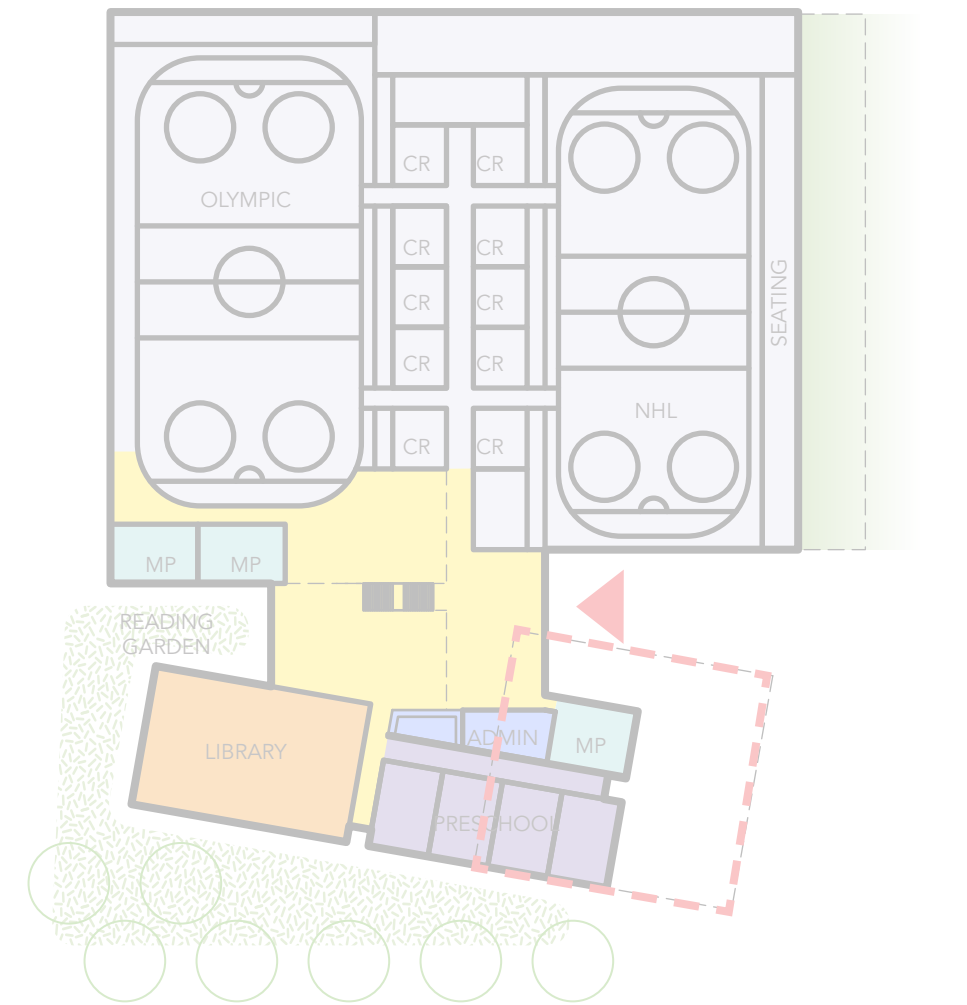 CR
CR
OLYMPIC
CR
CR
SEATING
CR
CR
CR
CR
NHL
CR
CR
MP
MP
READING
GARDEN
ADMIN
MP
LIBRARY
PRESCHOOL